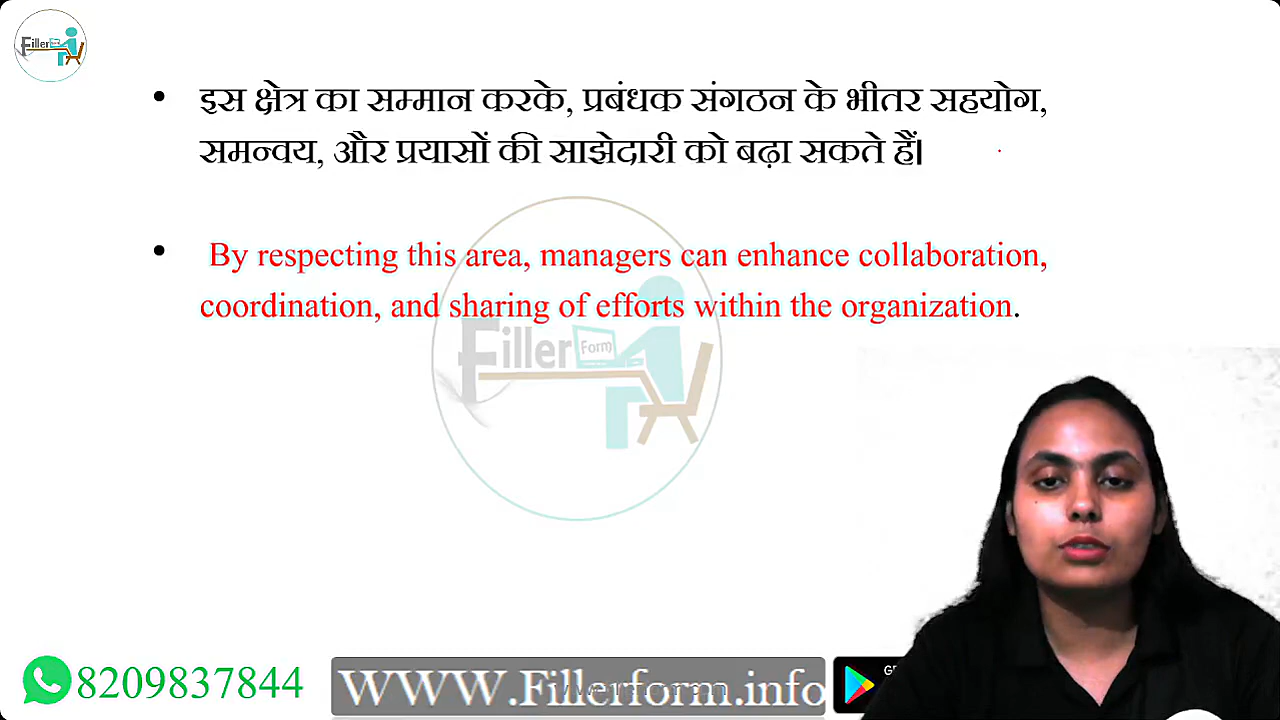 Filler
इस क्षेत्र का सम्मान करके, प्रबंधक संगठन के भीतर सहयोग,
समन्वय, और प्रयासों की साझेदारी को बढ़ा सकते हैं।
By respecting this area, managers can enhance collaboration,
coordination, and sharing of efforts within the organization.
Filler Form
8209837844
WWW.Fillerform.info